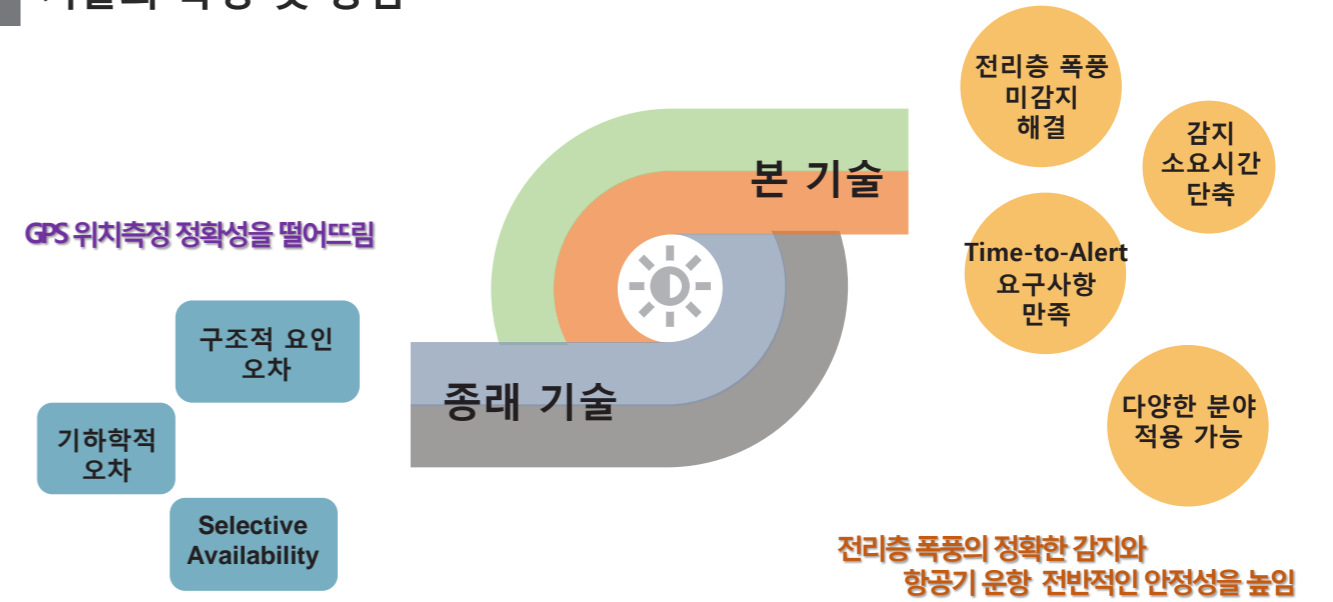 본 기술
종래 기술
GPS 위치측정 정확성을 떨어뜨림
구조적 요인
오차
기하학적
오차
Selective
Availability
전리층 폭풍
미감지
해결
감지
소요시간
단축
Time-to-Alert
요구사항
만족
다양한 분야
적용 가능
전리층 폭풍의 정확한 감지와
항공기 운항 전반적인 안정성을 높임